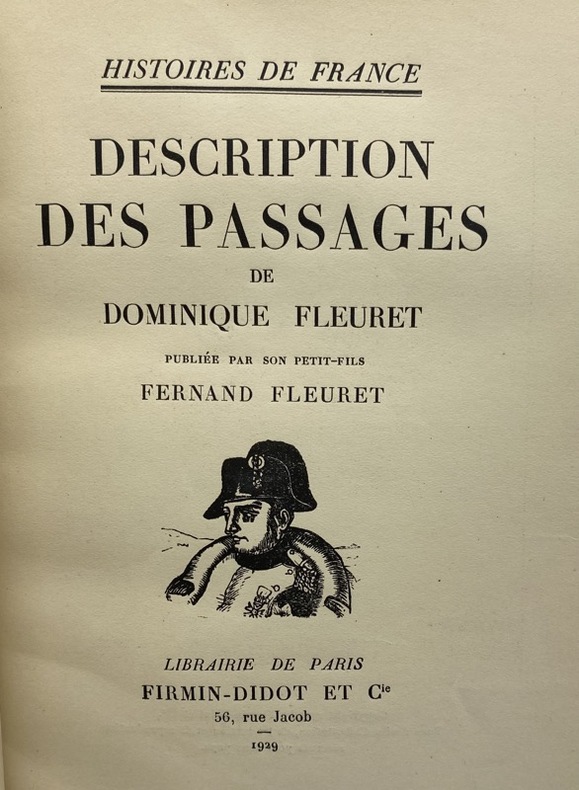 HISTOIRES DE FRANCE
DESCRIPTION
DES PASSAGES
DE
DOMINIQUE FLEURET
PUBLIÉE PAR SON PETIT-FILS
FERNAND FLEURET
LIBRAIRIE DE PARIS
FIRMIN-DIDOT ET Cie
56, rue Jacob
1929